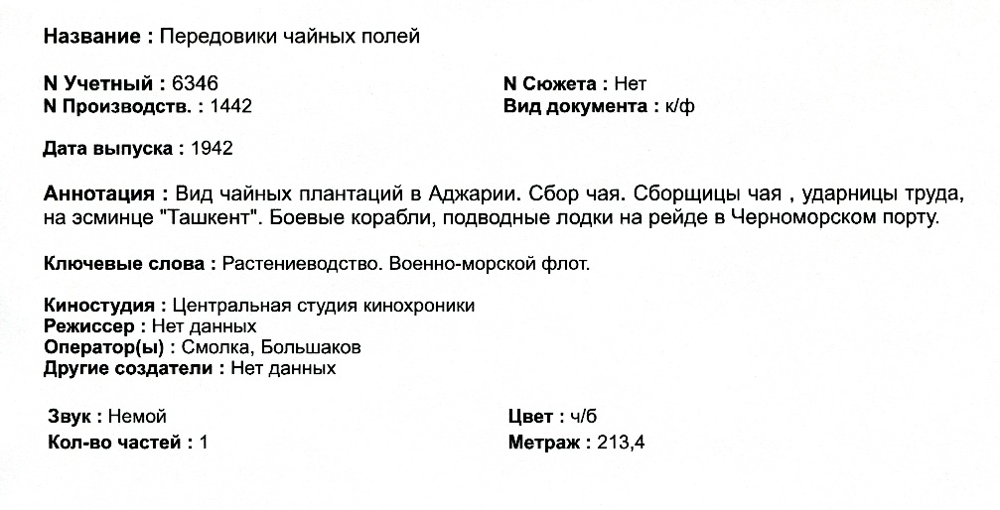 Название : Передовики чайных полей
N Учетный : 6346
N Сюжета : Нет
N Производств. : 1442
Вид документа : к/ф
Дата выпуска : 1942
Аннотация : Вид чайных плантаций в Аджарии. Сбор чая. Сборщицы чая , ударницы труда,
на эсминце "Ташкент". Боевые корабли, подводные лодки на рейде в Черноморском порту.
Ключевые слова : Растениеводство. Военно-морской флот.
Киностудия : Центральная студия кинохроники
Режиссер : Нет данных
Оператор(ы) : Смолка, Большаков
Другие создатели : Нет данных
Звук : Немой
Цвет : ч/б
Кол-во частей : 1
Метраж : 213,4